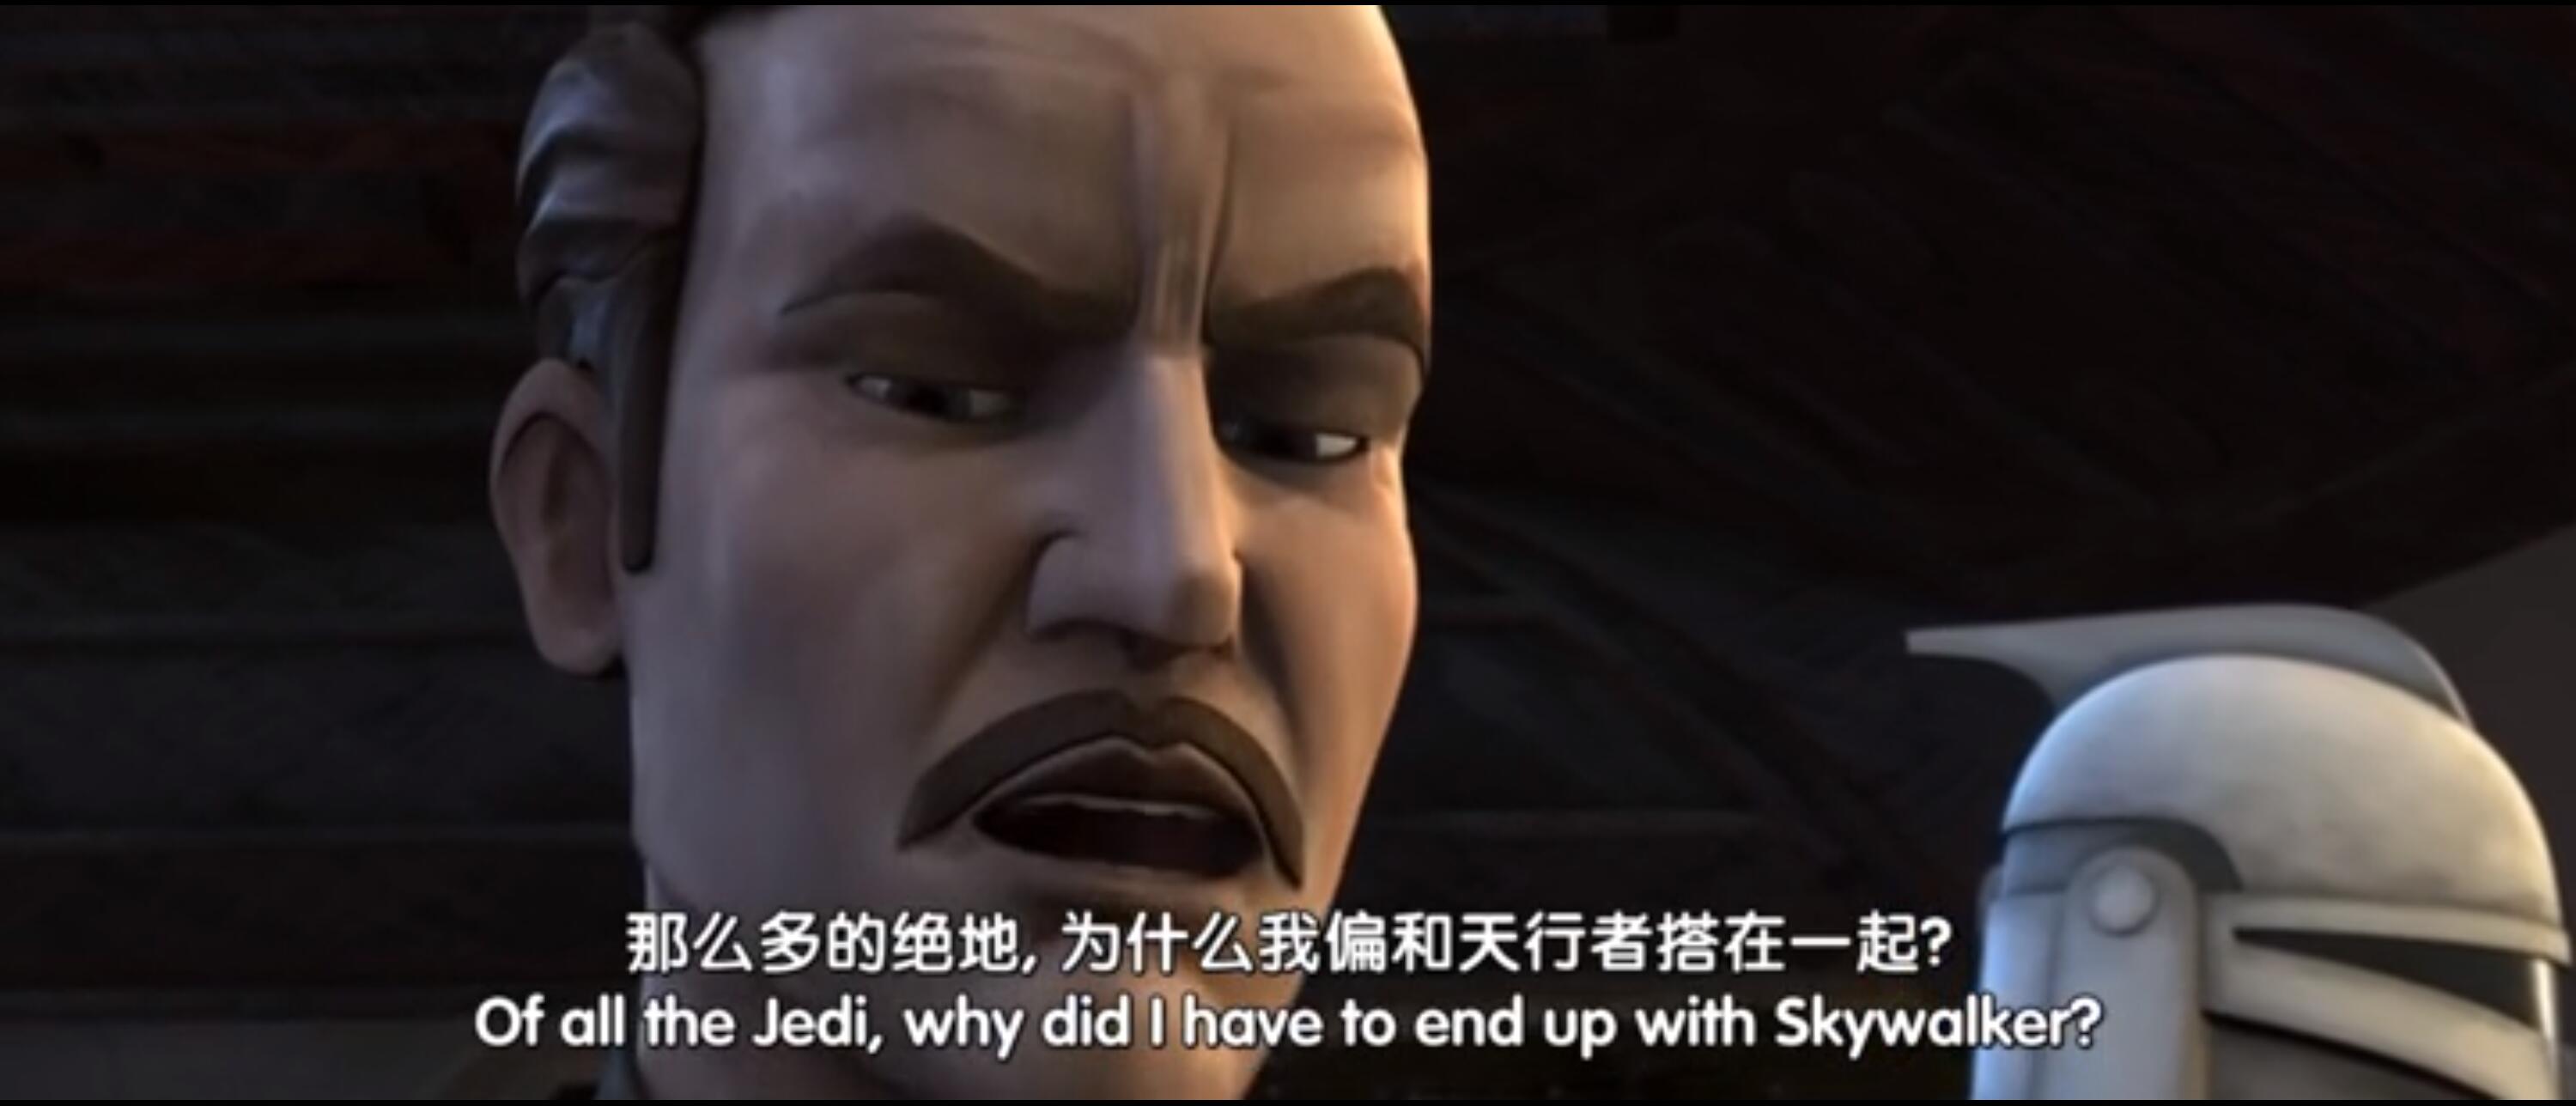 那么多的绝地, 为什么我偏和天行者搭在一起?
Of all the Jedi, why did I have to end up with Skywalker?